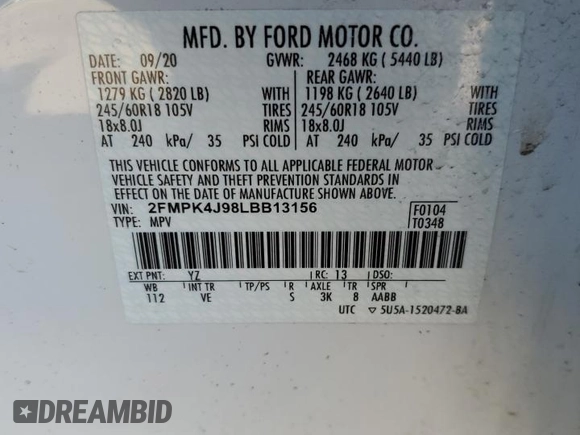 MFD. BY FORD MOTOR CO.
DATE: 09/20 GVWR: 2468 KG ( 5440 LB)
FRONT GAWR: REAR GAWR:
1279 KG ( 2820 LB) WITH 1198 KG ( 2640 LB) WITH
245/60R18 105V TIRES 245/60R18 105V TIRES
18x8.0J RIMS 18x8.0J RIMS
AT 240 kPa/ 35 PSI COLD AT 240 kPa/ 35 PSI COLD
THIS VEHICLE CONFORMS TO ALL APPLICABLE FEDERAL MOTOR
VEHICLE SAFETY AND THEFT PREVENTION STANDARDS IN
EFFECT ON THE DATE OF MANUFACTURE SHOWN ABOVE.
VIN: 2FMPK4J98LBB13156 F0104
TYPE: MPV T0348
EXT PNT: YZ RC: 13 DSO:
WB INT TR TP/PS R AXLE TR SPR
112 VE S 3K 8 AABB
UTC ▽ 5U5A-1520472-BA
DREAMBID